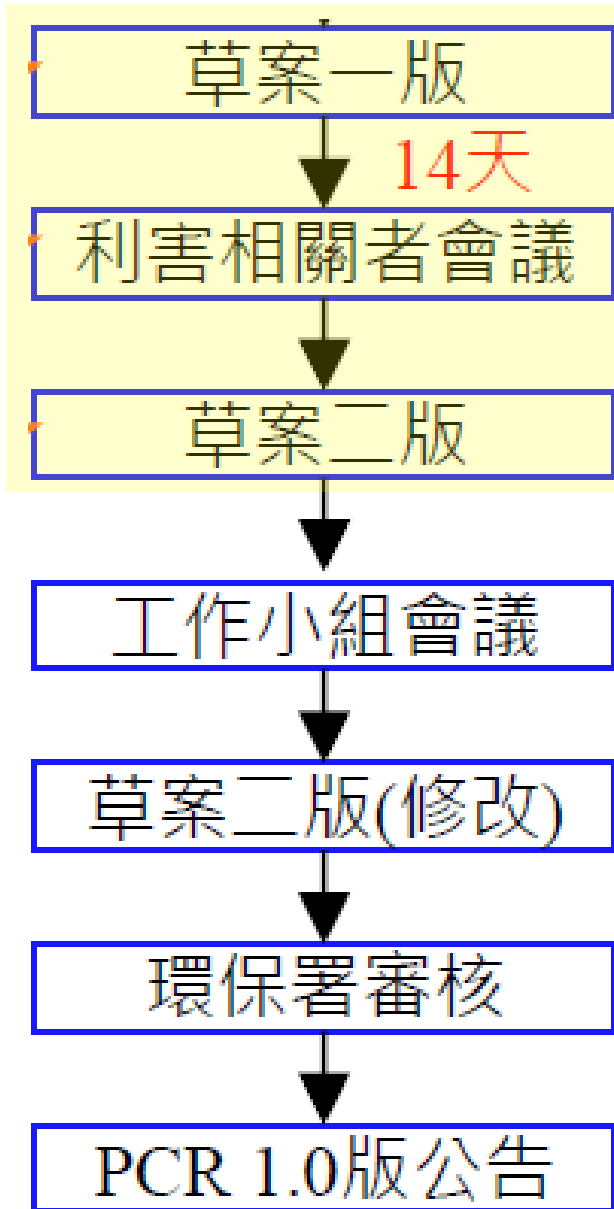 草案一版
14天
利害相關者會議
草案二版
工作小組會議
草案二版(修改)
環保署審核
PCR 1.0版公告